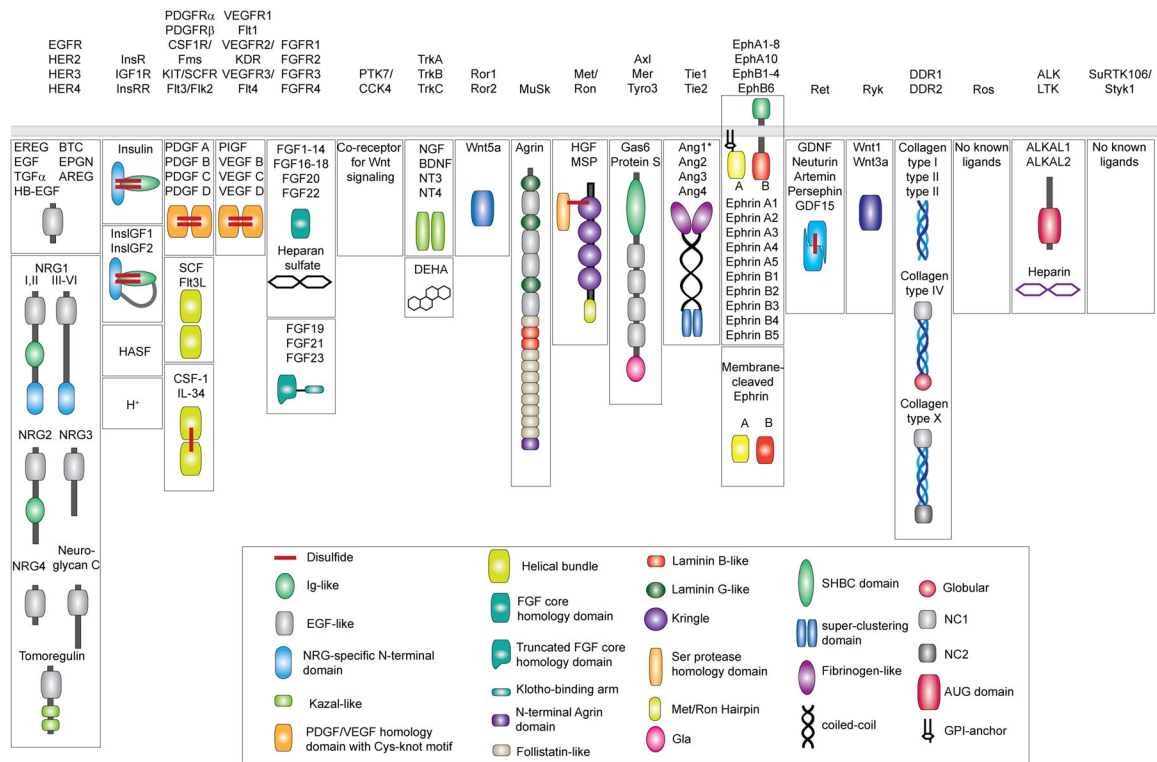 EGFR
HER2
HER3
HER4
InsR
IGF1R
InsRR
PDGFRα
PDGFRβ
CSF1R/
Fms
KIT/SCFR
Flt3/Flk2
VEGFR1
Flt1
VEGFR2/
KDR
VEGFR3/
Flt4
FGFR1
FGFR2
FGFR3
FGFR4
PTK7/
CCK4
TrkA
TrkB
TrkC
Ror1
Ror2
MuSk
Met/
Ron
Axl
Mer
Tyro3
Tie1
Tie2
EphA1-8
EphA10
EphB1-4
EphB6
Ret
Ryk
DDR1
DDR2
Ros
ALK
LTK
SuRTK106/
Styk1
EREG BTC
EGF EPGN
TGFα AREG
HB-EGF
NRG1
I,II III-VI
NRG2
NRG3
NRG4
Neuro-
glycan C
Tomoregulin
Insulin
InsIGF1
InsIGF2
HASF
H⁺
PDGF A
PDGF B
PDGF C
PDGF D
SCF
Flt3L
CSF-1
IL-34
PlGF
VEGF B
VEGF C
VEGF D
FGF1-14
FGF16-18
FGF20
FGF22
Heparan
sulfate
FGF19
FGF21
FGF23
Co-receptor
for Wnt
signaling
NGF
BDNF
NT3
NT4
DEHA
Wnt5a
Agrin
HGF
MSP
Gas6
Protein S
Ang1*
Ang2
Ang3
Ang4
A B
Ephrin A1
Ephrin A2
Ephrin A3
Ephrin A4
Ephrin A5
Ephrin B1
Ephrin B2
Ephrin B3
Ephrin B4
Ephrin B5
Membrane-
cleaved
Ephrin
A B
GDNF
Neuturin
Artemin
Persephin
GDF15
Wnt1
Wnt3a
Collagen
type I
type II
type II
Collagen
type IV
Collagen
type X
No known
ligands
ALKAL1
ALKAL2
Heparin
No known
ligands
Disulfide
Ig-like
EGF-like
NRG-specific N-terminal
domain
Kazal-like
PDGF/VEGF homology
domain with Cys-knot motif
Helical bundle
FGF core
homology domain
Truncated FGF core
homology domain
Klotho-binding arm
N-terminal Agrin
domain
Follistatin-like
Laminin B-like
Laminin G-like
Kringle
Ser protease
homology domain
Met/Ron Hairpin
Gla
SHBC domain
super-clustering
domain
Fibrinogen-like
coiled-coil
Globular
NC1
NC2
AUG domain
GPI-anchor